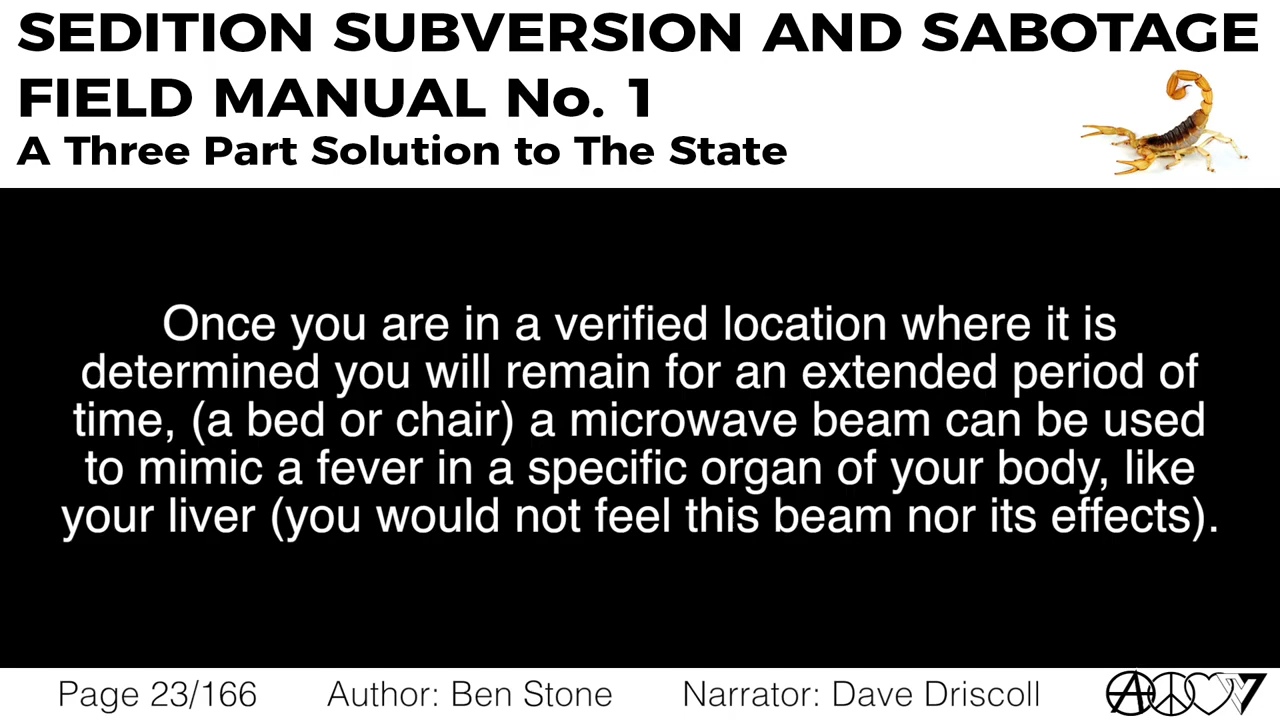 SEDITION SUBVERSION AND SABOTAGE
FIELD MANUAL No. 1
A Three Part Solution to The State
Once you are in a verified location where it is
determined you will remain for an extended period of
time, (a bed or chair) a microwave beam can be used
to mimic a fever in a specific organ of your body, like
your liver (you would not feel this beam nor its effects).
Page 23/166 Author: Ben Stone Narrator: Dave Driscoll